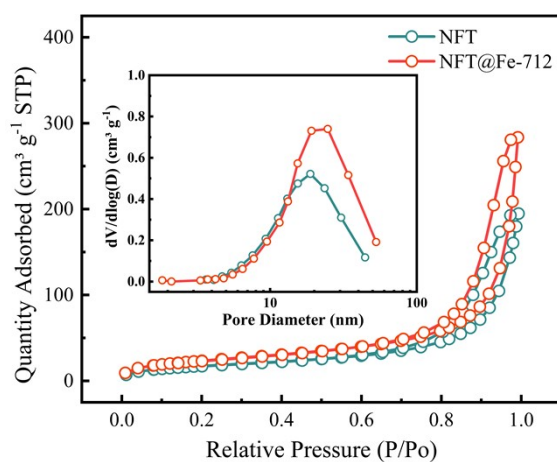 NFT
NFT@Fe-712
Quantity Adsorbed (cm³ g⁻¹ STP)
400
300
200
100
0
0.0 0.2 0.4 0.6 0.8 1.0
Relative Pressure (P/Po)
dV/dlog(D) (cm³ g⁻¹)
1.0
0.8
0.6
0.4
0.2
0.0
10 100
Pore Diameter (nm)